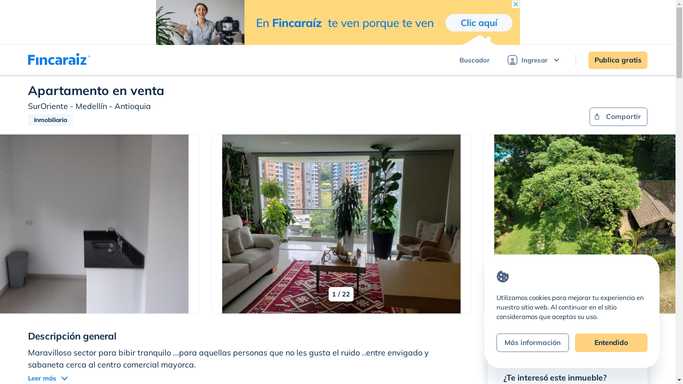 En Fincaraíz te ven porque te ven
Clic aquí
Fincaraiz
Buscador
Ingresar
Publica gratis
Apartamento en venta
SurOriente - Medellín - Antioquia
Inmobiliaria
Compartir
1 / 22
Utilizamos cookies para mejorar tu experiencia en
nuestro sitio web. Al continuar en el sitio
consideramos que aceptas su uso.
Más información
Entendido
Descripción general
Maravilloso sector para bibir tranquilo ...para aquellas personas que no les gusta el ruido ..entre envigado y
sabaneta cerca al centro comercial mayorca.
Leer más
¿Te interesó este inmueble?